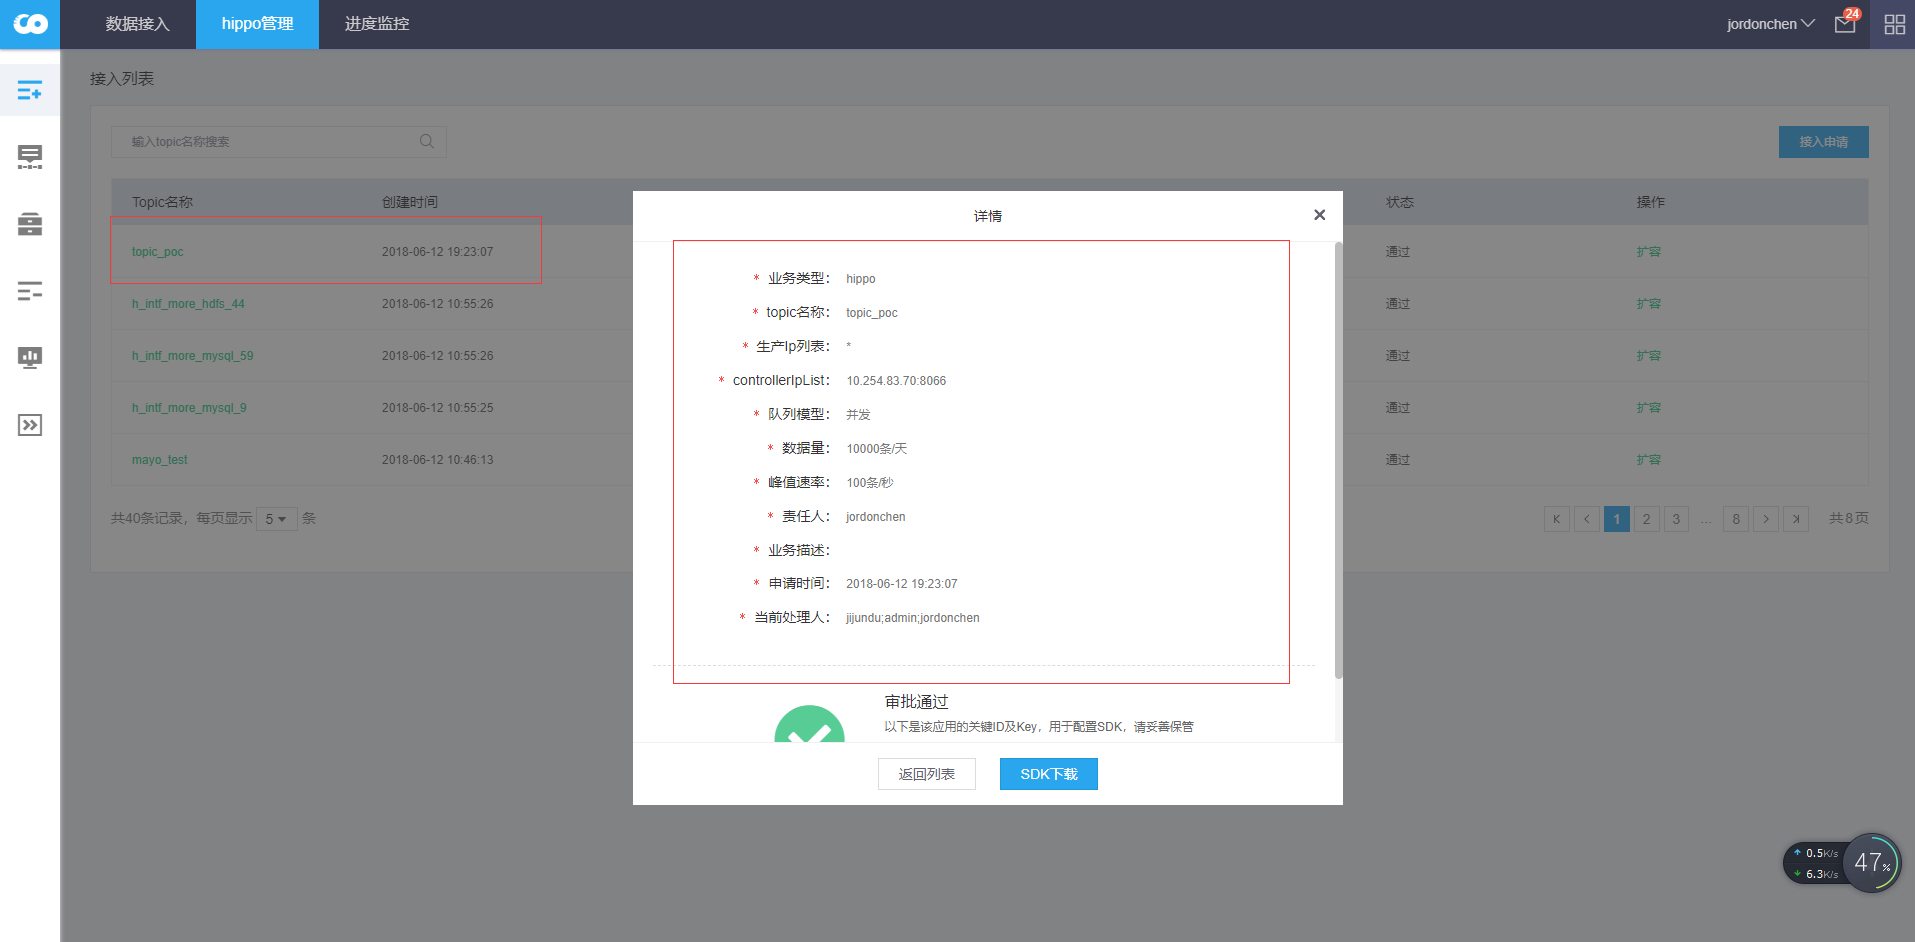 数据接入 hippo管理 进度监控 jordonchen 24
接入列表
输入topic名称搜索 接入申请
Topic名称 创建时间 状态 操作
topic_poc 2018-06-12 19:23:07 通过 扩容
h_intf_more_hdfs_44 2018-06-12 10:55:26 通过 扩容
h_intf_more_mysql_59 2018-06-12 10:55:26 通过 扩容
h_intf_more_mysql_9 2018-06-12 10:55:25 通过 扩容
mayo_test 2018-06-12 10:46:13 通过 扩容
共40条记录，每页显示 5 条 1 2 3 ... 8 共8页
详情
* 业务类型： hippo
* topic名称： topic_poc
* 生产Ip列表： *
* controllerIpList： 10.254.83.70:8066
* 队列模型： 并发
* 数据量： 10000条/天
* 峰值速率： 100条/秒
* 责任人： jordonchen
* 业务描述：
* 申请时间： 2018-06-12 19:23:07
* 当前处理人： jijundu;admin;jordonchen
审批通过
以下是该应用的关键ID及Key，用于配置SDK，请妥善保管
返回列表 SDK下载
0.5K/s
6.3K/s
47%